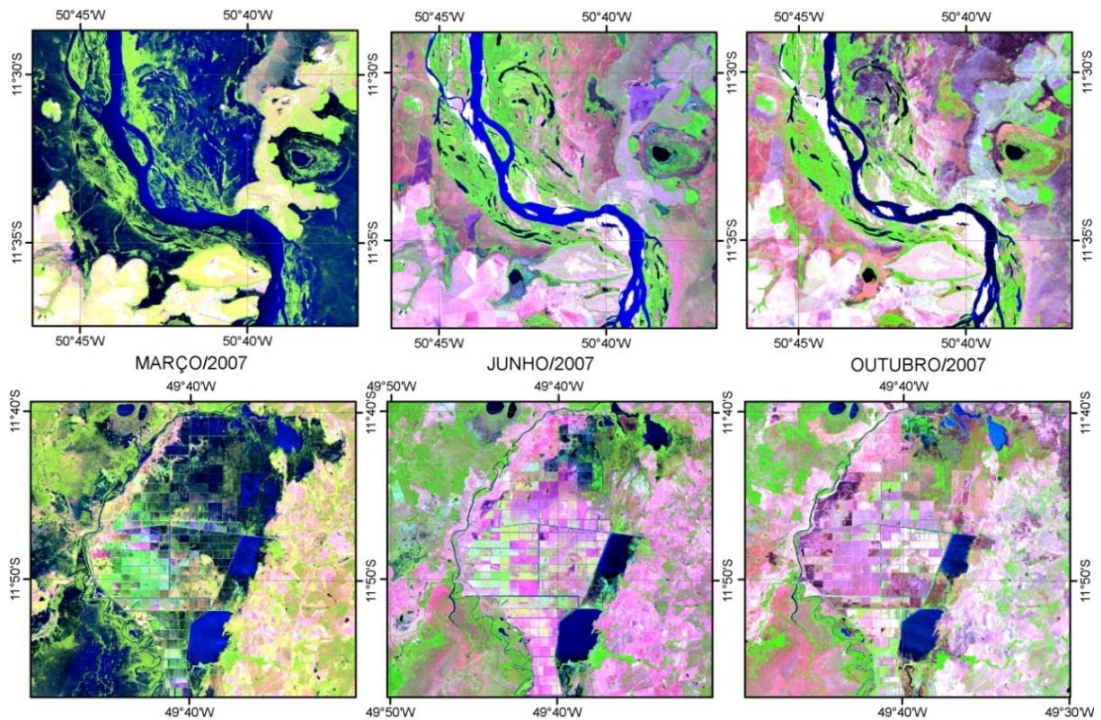 50°45'W 50°40'W 50°45'W 50°40'W 50°45'W 50°40'W
11°30'S 11°30'S 11°30'S 11°30'S
11°35'S 11°35'S 11°35'S 11°35'S
50°45'W 50°40'W 50°45'W 50°40'W 50°45'W 50°40'W
MARÇO/2007 JUNHO/2007 OUTUBRO/2007
49°40'W 49°50'W 49°40'W 49°40'W
11°40'S 11°40'S 11°40'S 11°40'S
11°50'S 11°50'S 11°50'S 11°50'S
49°40'W 49°50'W 49°40'W 49°40'W 49°30'W